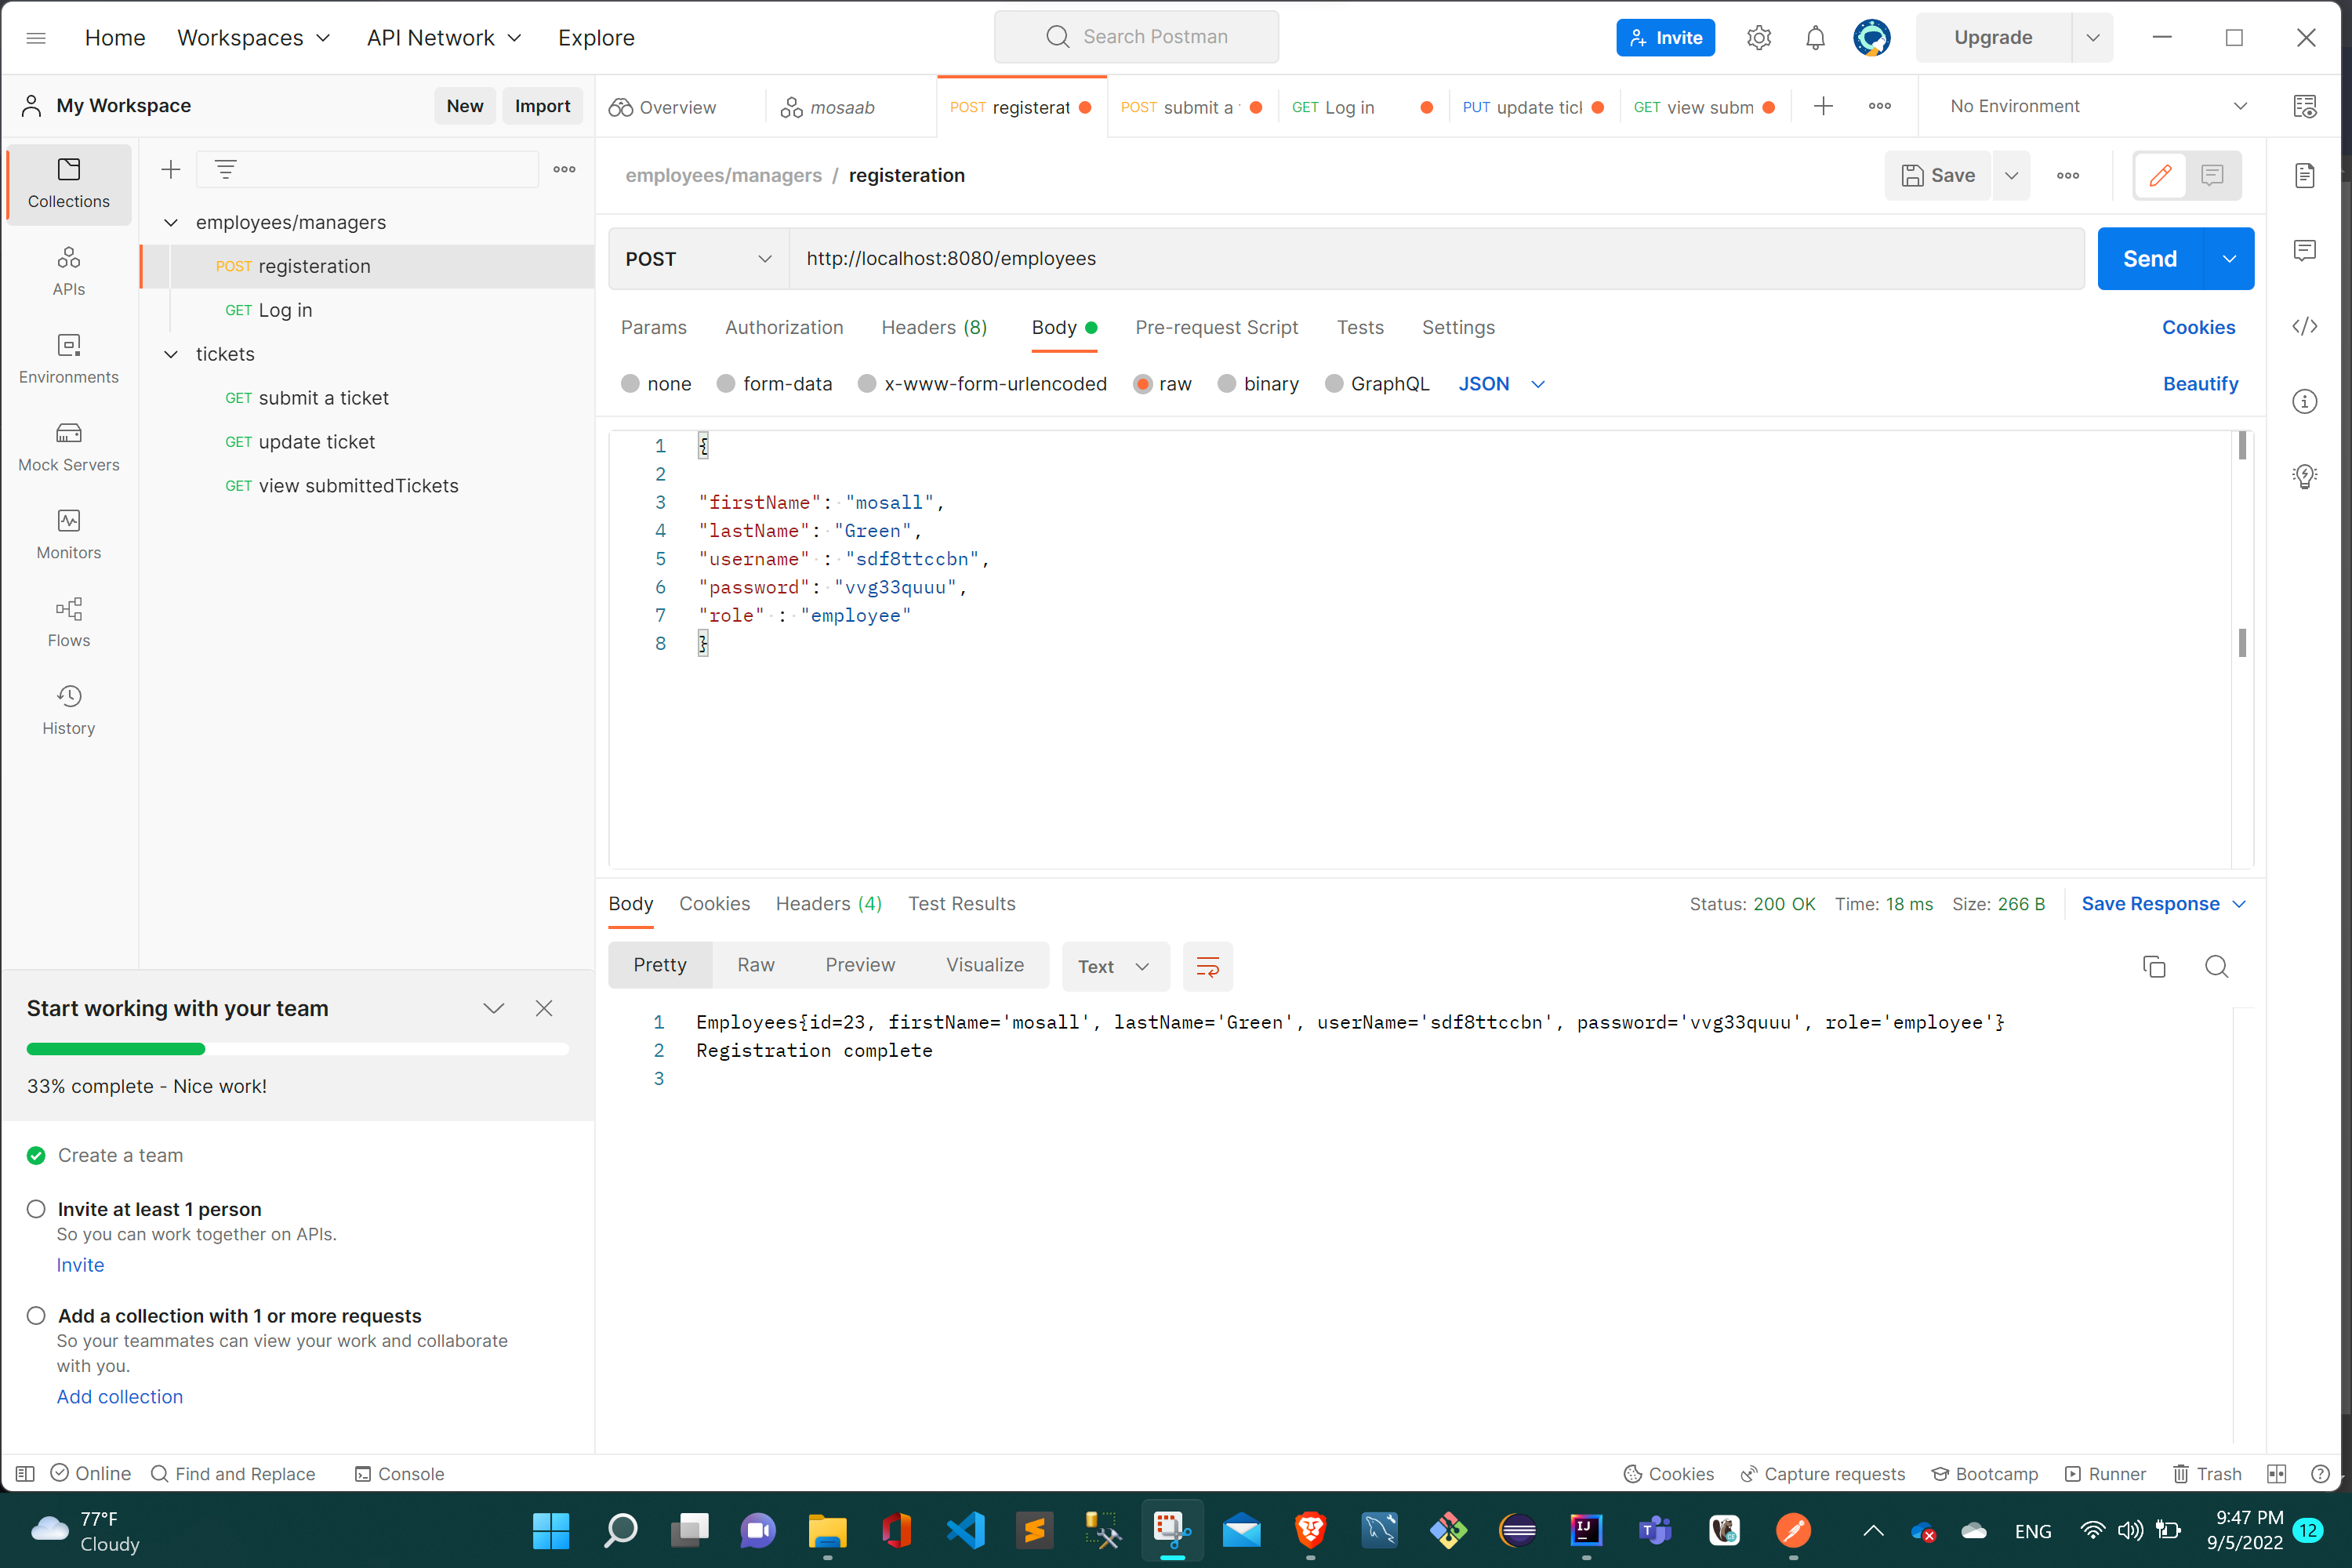 Home Workspaces API Network Explore Search Postman Invite Upgrade
My Workspace New Import
Overview mosaab POST registerat POST submit a GET Log in PUT update ticl GET view subm No Environment
Collections
APIs
Environments
Mock Servers
Monitors
Flows
History
employees/managers
POST registeration
GET Log in
tickets
GET submit a ticket
GET update ticket
GET view submittedTickets
employees/managers / registeration Save
POST http://localhost:8080/employees Send
Params Authorization Headers (8) Body Pre-request Script Tests Settings Cookies
none form-data x-www-form-urlencoded raw binary GraphQL JSON Beautify
1 {
2
3 "firstName": "mosall",
4 "lastName": "Green",
5 "username" : "sdf8ttccbn",
6 "password": "vvg33quuu",
7 "role" : "employee"
8 }
Body Cookies Headers (4) Test Results Status: 200 OK Time: 18 ms Size: 266 B Save Response
Pretty Raw Preview Visualize Text
1 Employees{id=23, firstName='mosall', lastName='Green', userName='sdf8ttccbn', password='vvg33quuu', role='employee'}
2 Registration complete
3
Start working with your team
33% complete - Nice work!
Create a team
Invite at least 1 person
So you can work together on APIs.
Invite
Add a collection with 1 or more requests
So your teammates can view your work and collaborate
with you.
Add collection
Online Find and Replace Console Cookies Capture requests Bootcamp Runner Trash
77°F
Cloudy
ENG
9:47 PM
9/5/2022
12